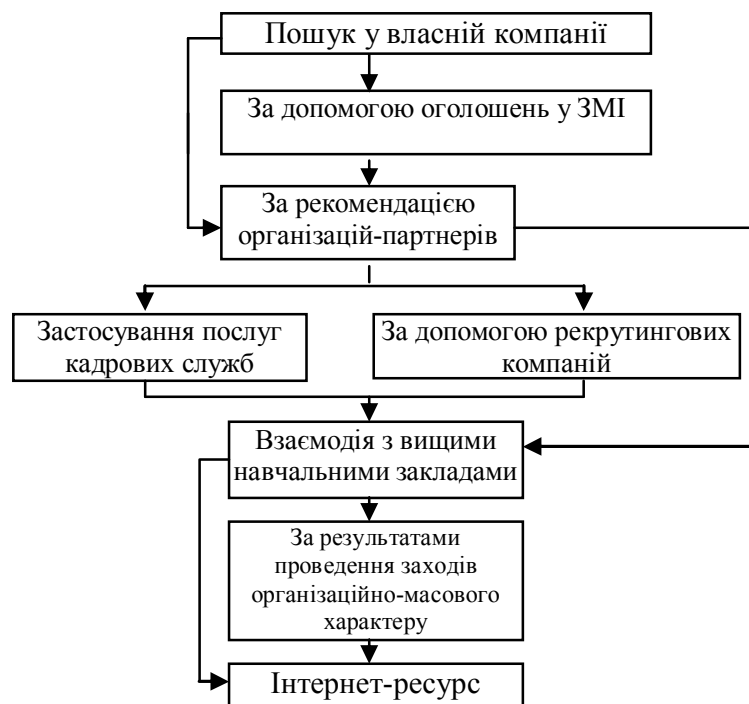 Пошук у власній компанії
За допомогою оголошень у ЗМІ
За рекомендацією
організацій-партнерів
Застосування послуг
кадрових служб
За допомогою рекрутингових
компаній
Взаємодія з вищими
навчальними закладами
За результатами
проведення заходів
організаційно-масового
характеру
Інтернет-ресурс